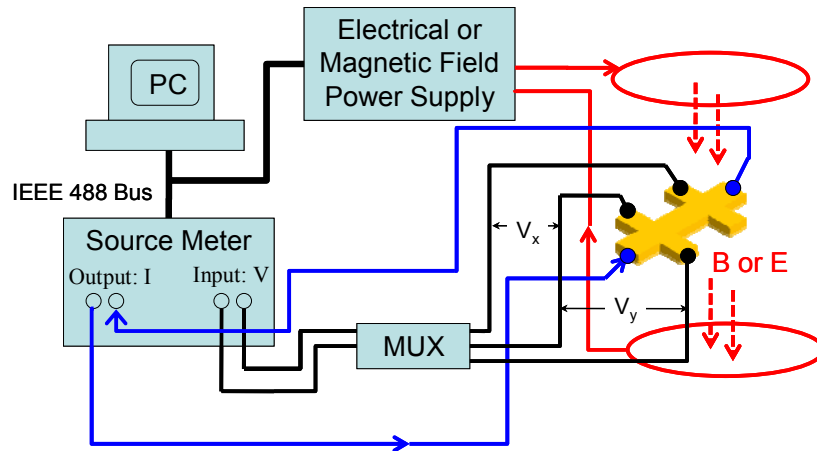 Electrical or
Magnetic Field
Power Supply
PC
IEEE 488 Bus
Source Meter
Output: I
Input: V
Vx
B or E
Vy
MUX